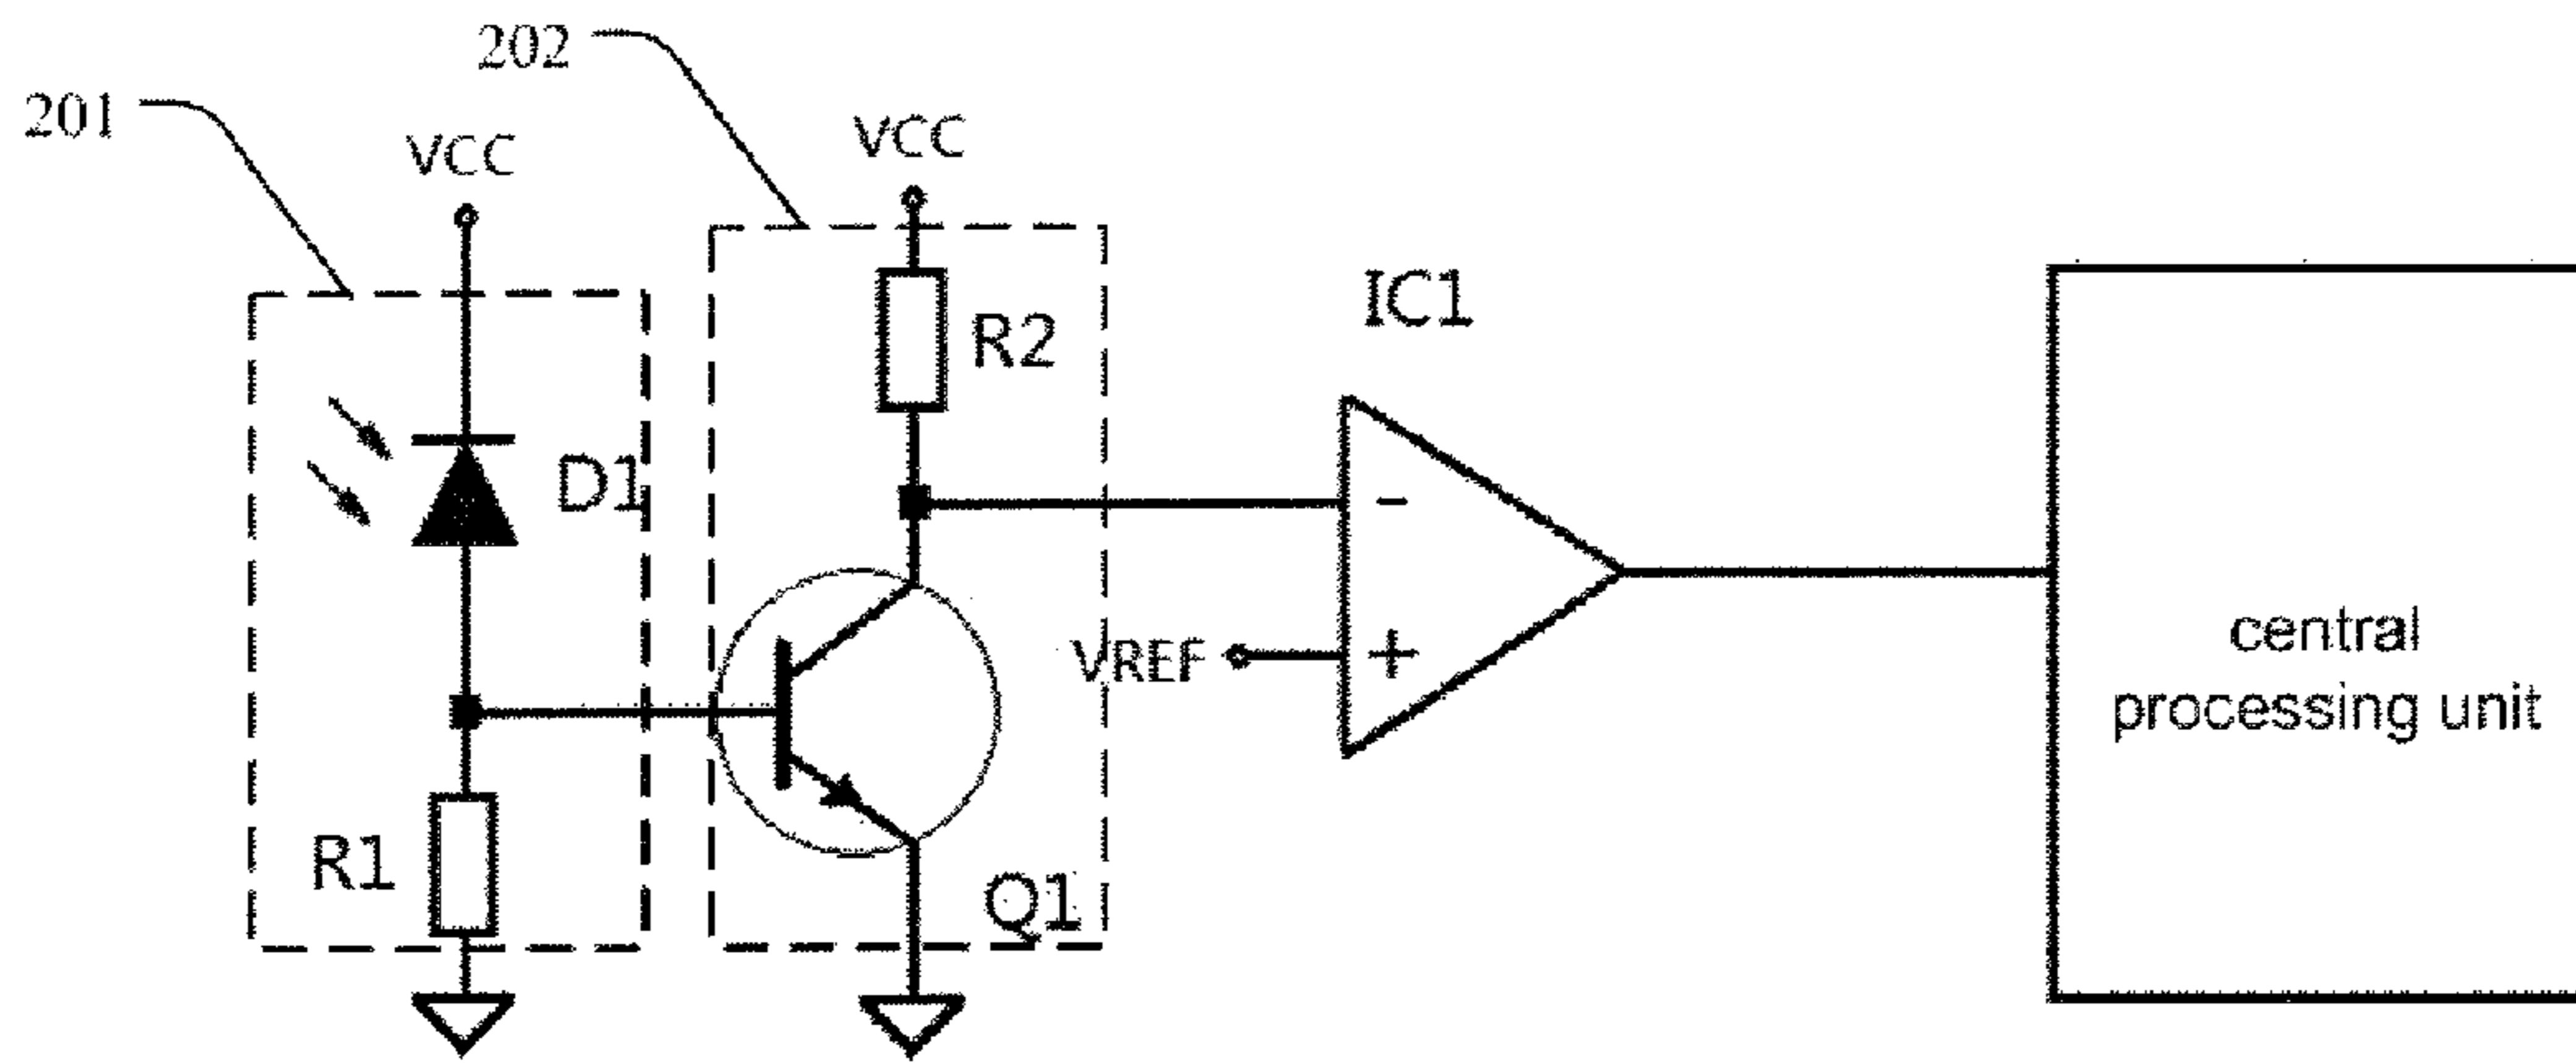 202
201
VCC
VCC
R2
IC1
D1
-
+
VREF
central
processing unit
R1
Q1